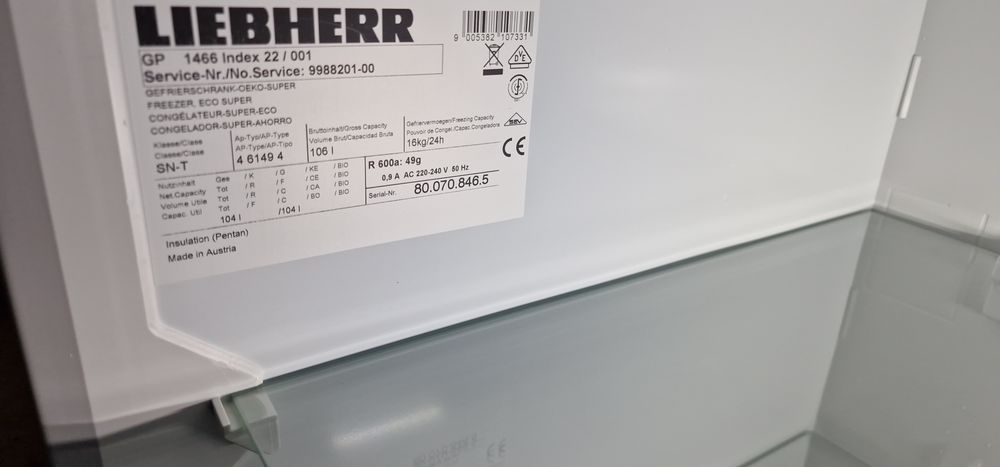 LIEBHERR
9 005382 107331
GP 1466 Index 22 / 001
Service-Nr./No.Service: 9988201-00
GEFRIERSCHRANK-OEKO-SUPER
FREEZER, ECO SUPER
CONGÉLATEUR-SUPER-ECO
CONGELADOR-SUPER-AHORRO
Klasse/Class
Classe/Clase
SN-T
Ap-Typ/AP-Type
AP-Type/AP-Tipo
4 6149 4
Bruttoinhalt/Gross Capacity
Volume Brut/Capacidad Bruta
106 l
Gefriervermoegen/Freezing Capacity
Pouvoir de Congel./Capac.Congeladora
16kg/24h
VDE
SEV
CE
Nutzinhalt Ges / K / G / KE / BIO
Net.Capacity Tot / R / F / CE / BIO
Volume Utile Tot / R / C / CA / BIO
Capac. Util Tot / F / C / BO / BIO
104 l /104 l
R 600a: 49g
0,9 A AC 220-240 V 50 Hz
Serial-Nr. 80.070.846.5
Insulation (Pentan)
Made in Austria